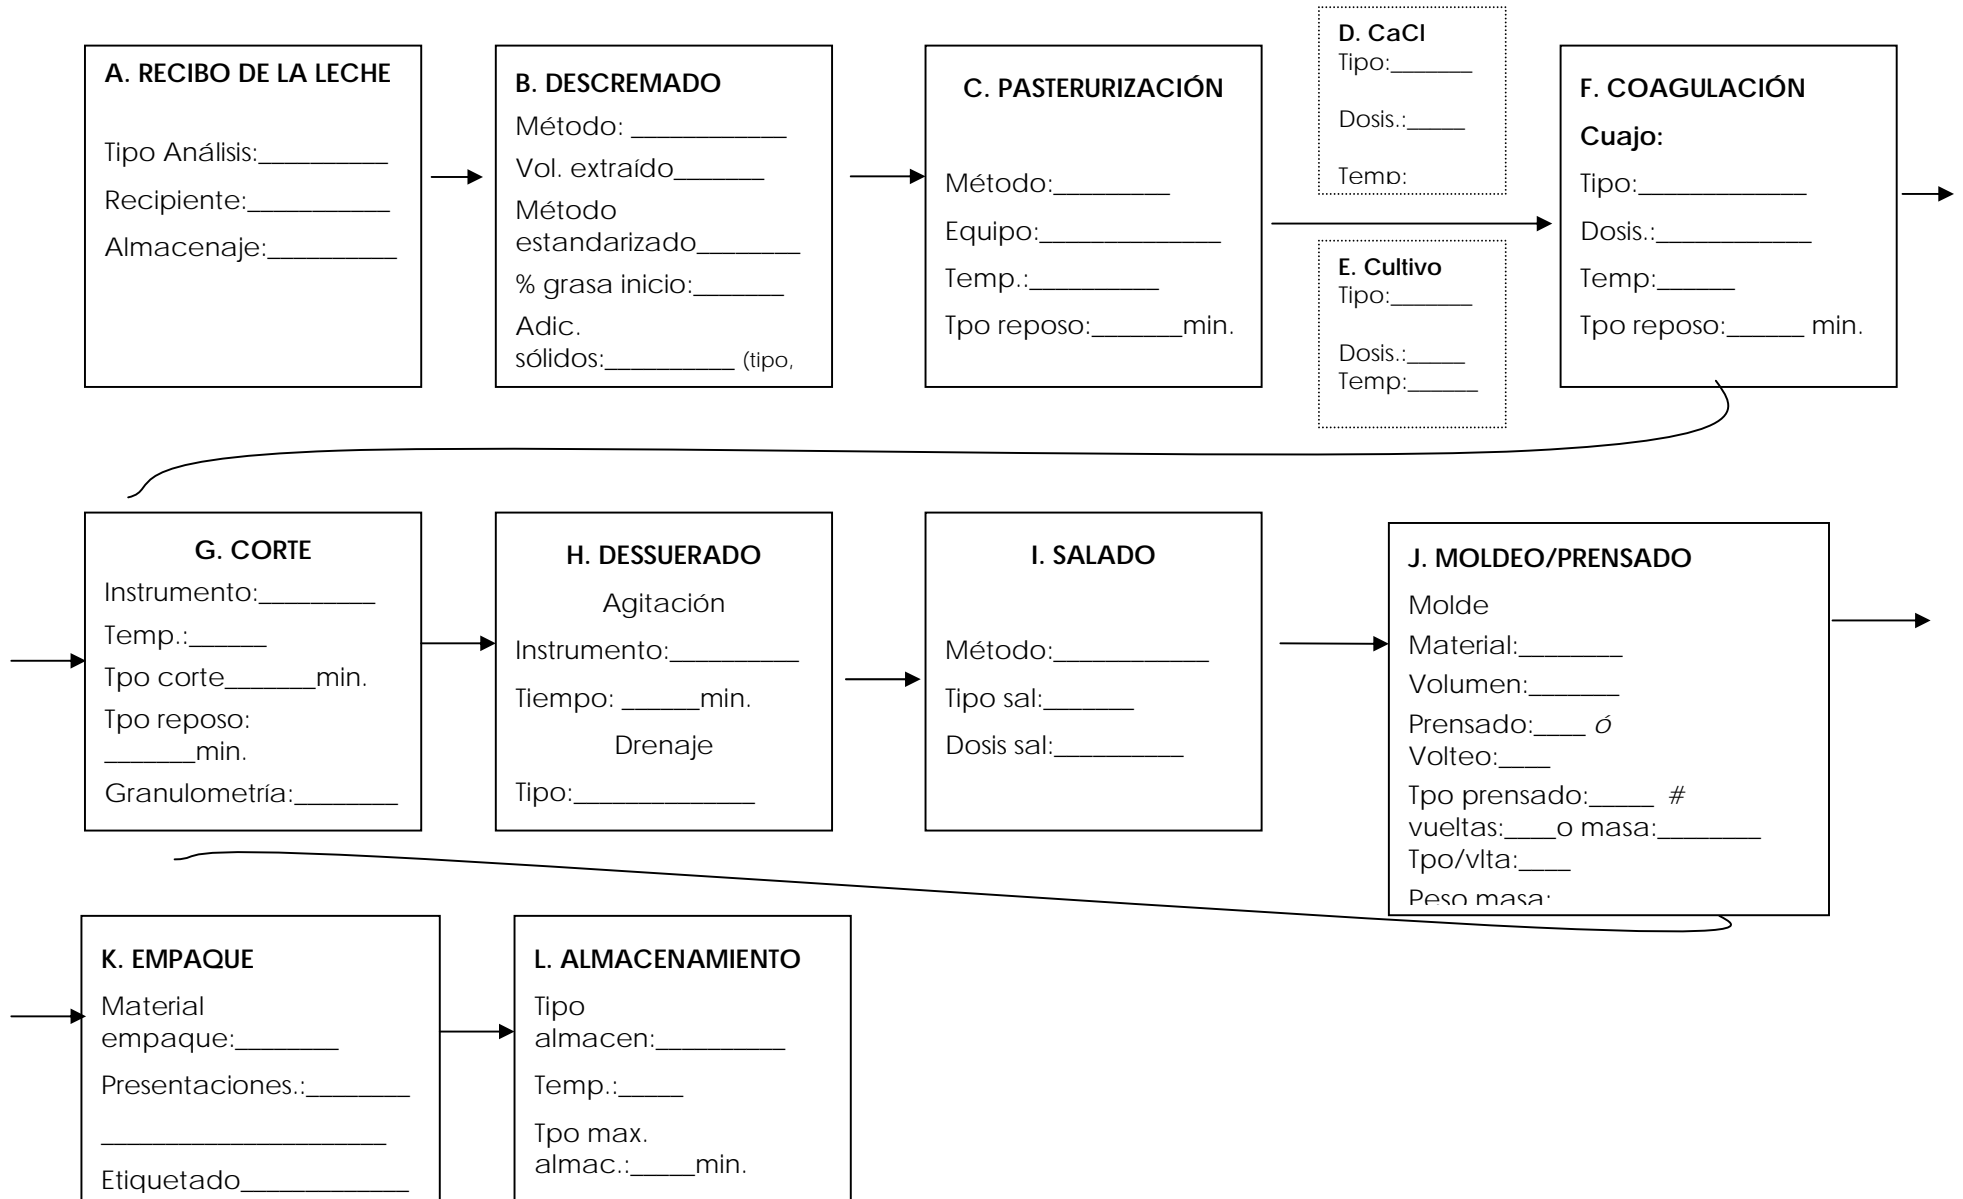 A. RECIBO DE LA LECHE
Tipo Análisis:__________
Recipiente:___________
Almacenaje:__________
B. DESCREMADO
Método: ____________
Vol. extraído_______
Método
estandarizado________
% grasa inicio:_______
Adic.
sólidos:__________ (tipo,
C. PASTERURIZACIÓN
Método:_________
Equipo:______________
Temp.:__________
Tpo reposo:_______min.
D. CaCl
Tipo:_______
Dosis.:_____
Temp:
E. Cultivo
Tipo:_______
Dosis.:_____
Temp:______
F. COAGULACIÓN
Cuajo:
Tipo:_____________
Dosis.:____________
Temp:______
Tpo reposo:______ min.
G. CORTE
Instrumento:_________
Temp.:______
Tpo corte_______min.
Tpo reposo:
_______min.
Granulometría:________
H. DESSUERADO
Agitación
Instrumento:__________
Tiempo: ______min.
Drenaje
Tipo:______________
I. SALADO
Método:____________
Tipo sal:_______
Dosis sal:__________
J. MOLDEO/PRENSADO
Molde
Material:________
Volumen:_______
Prensado:____ ó
Volteo:____
Tpo prensado:_____ #
vueltas:____o masa:________
Tpo/vlta:____
Peso masa:
K. EMPAQUE
Material
empaque:________
Presentaciones.:________
______________________
Etiquetado_____________
L. ALMACENAMIENTO
Tipo
almacen:__________
Temp.:_____
Tpo max.
almac.:_____min.